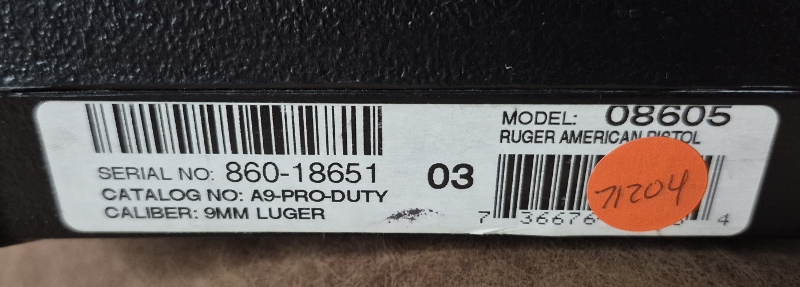 SERIAL NO: 860-18651
CATALOG NO: A9-PRO-DUTY
CALIBER: 9MM LUGER
03
MODEL: 08605
RUGER AMERICAN PISTOL
71204
7 36676 4